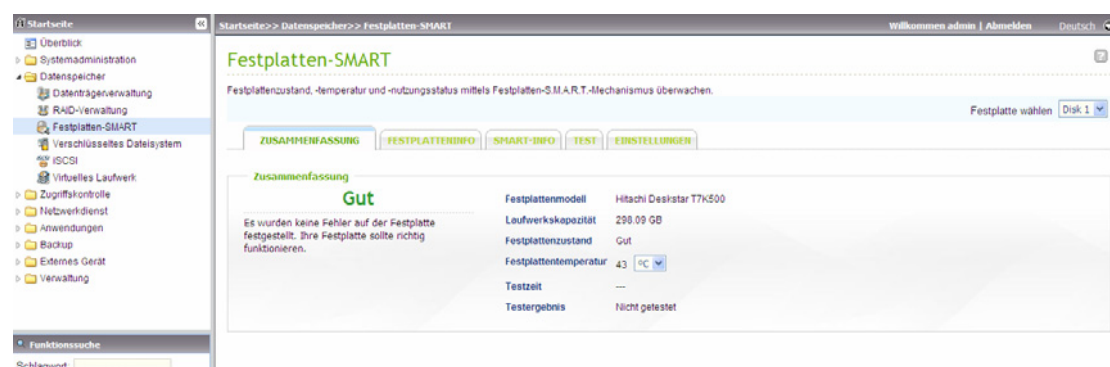 Startseite
Startseite>> Datenspeicher>> Festplatten-SMART
Willkommen admin | Abmelden
Deutsch
Überblick
Systemadministration
Datenspeicher
Datenträgerverwaltung
RAID-Verwaltung
Festplatten-SMART
Verschlüsseltes Dateisystem
iSCSI
Virtuelles Laufwerk
Zugriffskontrolle
Netzwerkdienst
Anwendungen
Backup
Externes Gerät
Verwaltung
Funktionssuche
Schlagwort
Festplatten-SMART
Festplattenzustand, -temperatur und -nutzungsstatus mittels Festplatten-S.M.A.R.T.-Mechanismus überwachen.
Festplatte wählen Disk 1
ZUSAMMENFASSUNG FESTPLATTENINFO SMART-INFO TEST EINSTELLUNGEN
Zusammenfassung
Gut
Es wurden keine Fehler auf der Festplatte
festgestellt. Ihre Festplatte sollte richtig
funktionieren.
Festplattenmodell Hitachi Deskstar T7K500
Laufwerkskapazität 298.09 GB
Festplattenzustand Gut
Festplattentemperatur 43 °C
Testzeit ---
Testergebnis Nicht getestet